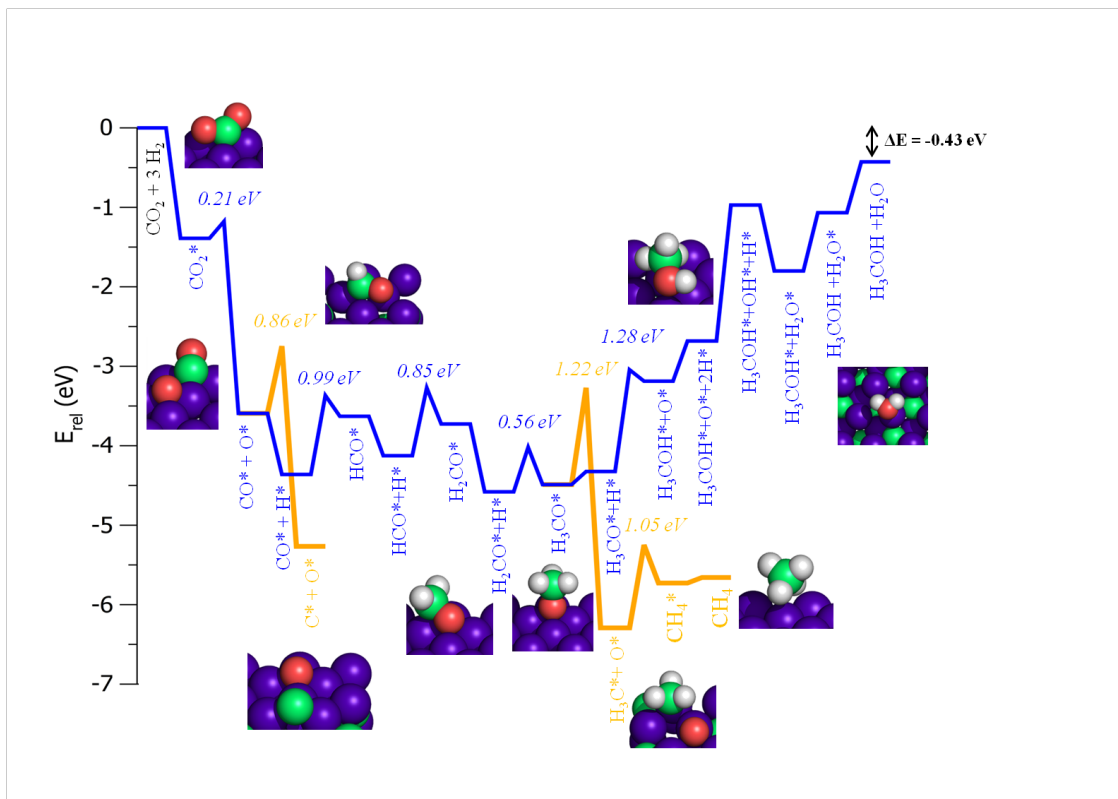 0
-1
-2
-3
-4
-5
-6
-7
E_rel (eV)
CO₂ + 3 H₂
CO₂*
0.21 eV
CO* + O*
0.86 eV
C* + O*
CO* + H*
0.99 eV
HCO*
HCO*+H*
0.85 eV
H₂CO*
H₂CO*+H*
0.56 eV
H₃CO*
1.22 eV
H₃C*+ O*
1.05 eV
CH₄*
CH₄
H₃CO*+H*
1.28 eV
H₃COH*+O*
H₃COH*+O*+2H*
H₃COH*+OH*+H*
H₃COH*+H₂O*
H₃COH +H₂O*
H₃COH +H₂O
ΔE = -0.43 eV